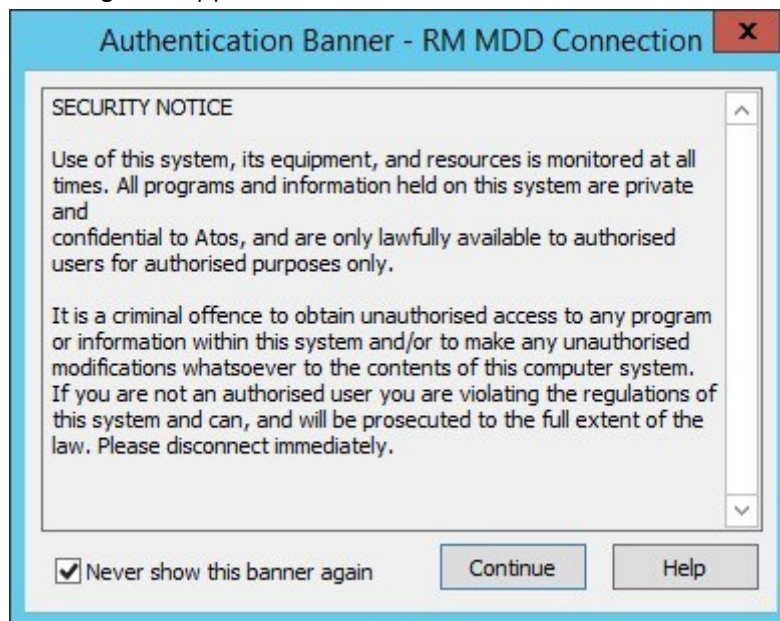 Authentication Banner - RM MDD Connection
x
SECURITY NOTICE
Use of this system, its equipment, and resources is monitored at all
times. All programs and information held on this system are private
and
confidential to Atos, and are only lawfully available to authorised
users for authorised purposes only.
It is a criminal offence to obtain unauthorised access to any program
or information within this system and/or to make any unauthorised
modifications whatsoever to the contents of this computer system.
If you are not an authorised user you are violating the regulations of
this system and can, and will be prosecuted to the full extent of the
law. Please disconnect immediately.
Never show this banner again
Continue
Help